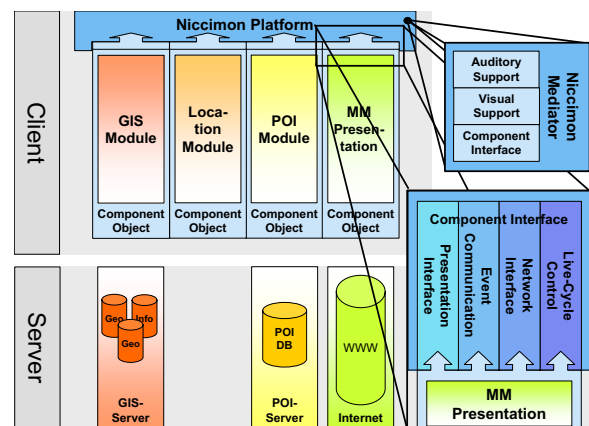 Niccimon Platform
Client
GIS
Module
Loca-
tion
Module
POI
Module
MM
Presen-
tation
Component
Object
Component
Object
Component
Object
Component
Object
Auditory
Support
Visual
Support
Component
Interface
Niccimon
Mediator
Component Interface
Presentation
Interface
Event
Communication
Network
Interface
Live-Cycle
Control
MM
Presentation
Server
Geo
Info
Geo
GIS-
Server
POI
DB
POI-
Server
WWW
Internet